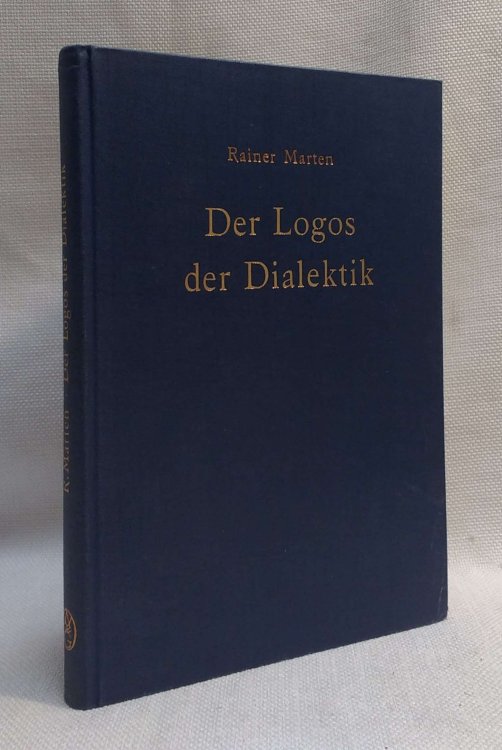 Rainer Marten
Der Logos
der Dialektik
R. Marten Der Logos der Dialektik